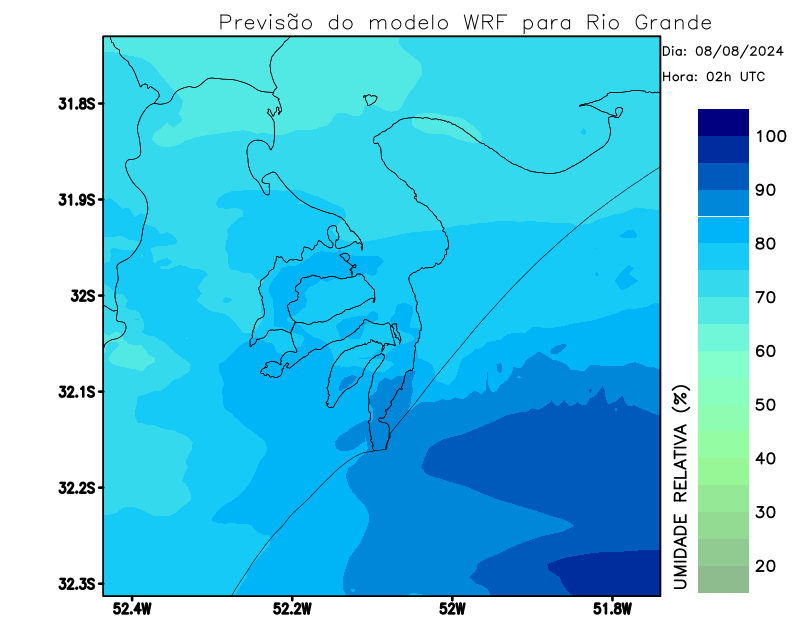 Previsão do modelo WRF para Rio Grande
Dia: 08/08/2024
Hora: 02h UTC
31.8S
31.9S
32S
32.1S
32.2S
32.3S
52.4W
52.2W
52W
51.8W
100
90
80
70
60
50
40
30
20
UMIDADE RELATIVA (%)